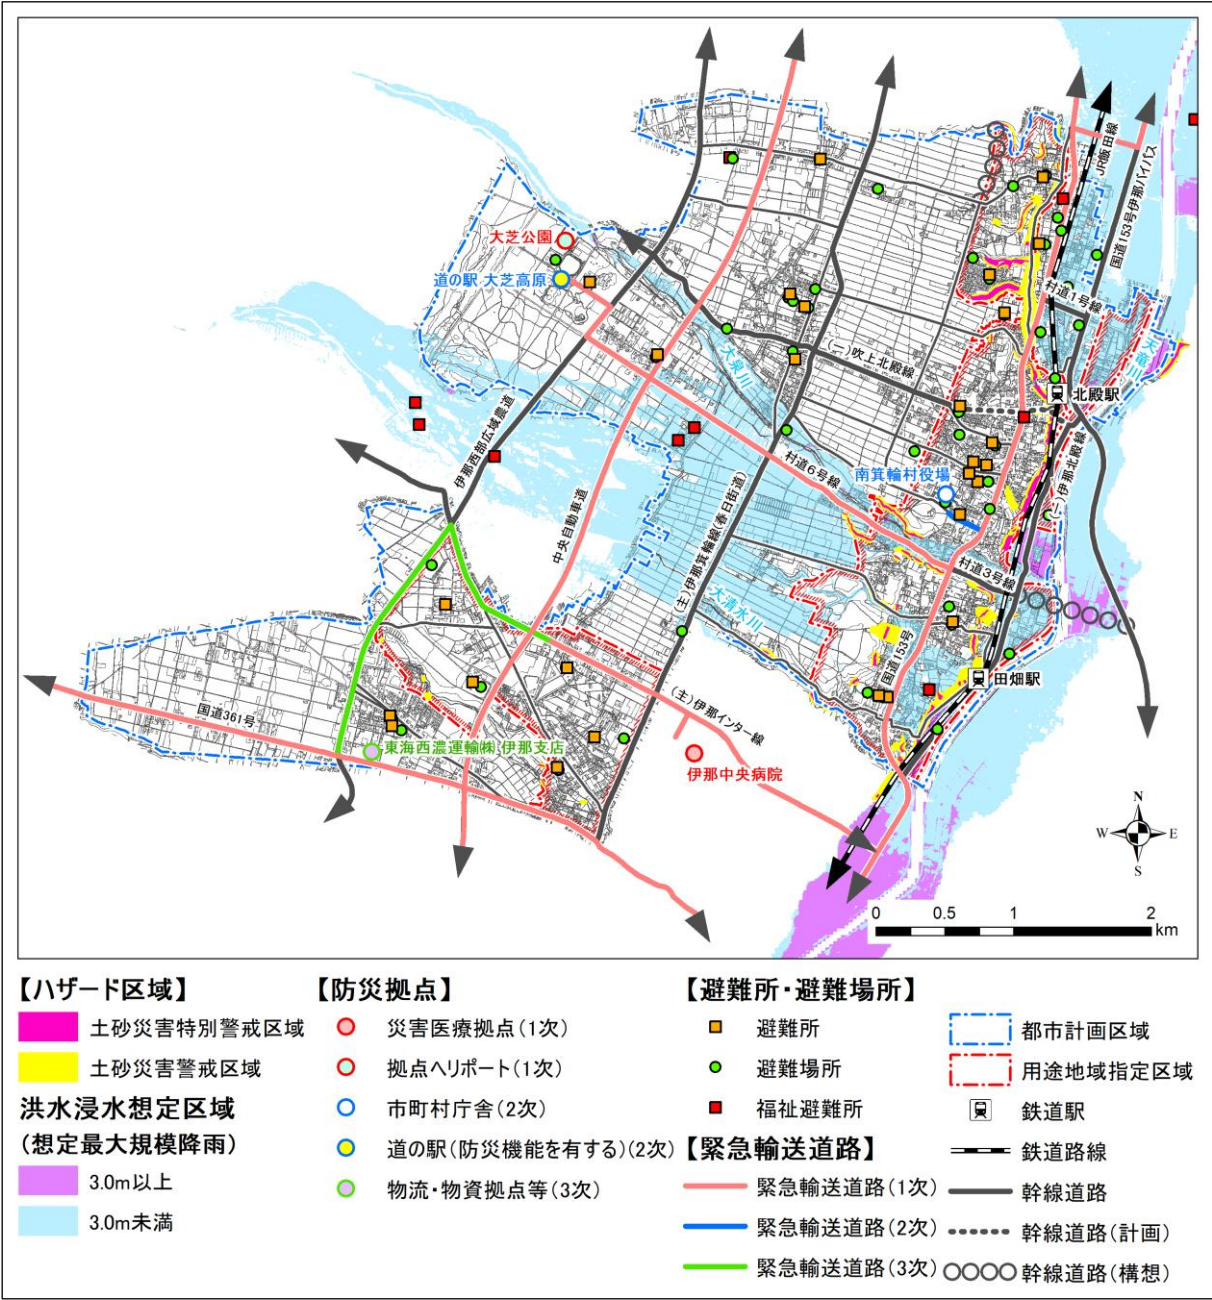 JR飯田線
国道153号伊那バイパス
大芝公園
道の駅 大芝高原
村道1号線
天竜川
大泉川
(一)吹上北殿線
北殿駅
伊那西部広域農道
村道6号線
南箕輪村役場
(一)伊那北殿線
中央自動車道
(主)伊那箕輪線(春日街道)
村道3号線
大清水川
国道153号
田畑駅
国道361号
(主)伊那インター線
東海西濃運輸㈱ 伊那支店
伊那中央病院
N
W
E
S
0 0.5 1 2
km
【ハザード区域】
土砂災害特別警戒区域
土砂災害警戒区域
洪水浸水想定区域
(想定最大規模降雨)
3.0m以上
3.0m未満
【防災拠点】
災害医療拠点(1次)
拠点ヘリポート(1次)
市町村庁舎(2次)
道の駅(防災機能を有する)(2次)
物流・物資拠点等(3次)
【避難所・避難場所】
避難所
避難場所
福祉避難所
【緊急輸送道路】
緊急輸送道路(1次)
緊急輸送道路(2次)
緊急輸送道路(3次)
都市計画区域
用途地域指定区域
鉄道駅
鉄道路線
幹線道路
幹線道路(計画)
幹線道路(構想)